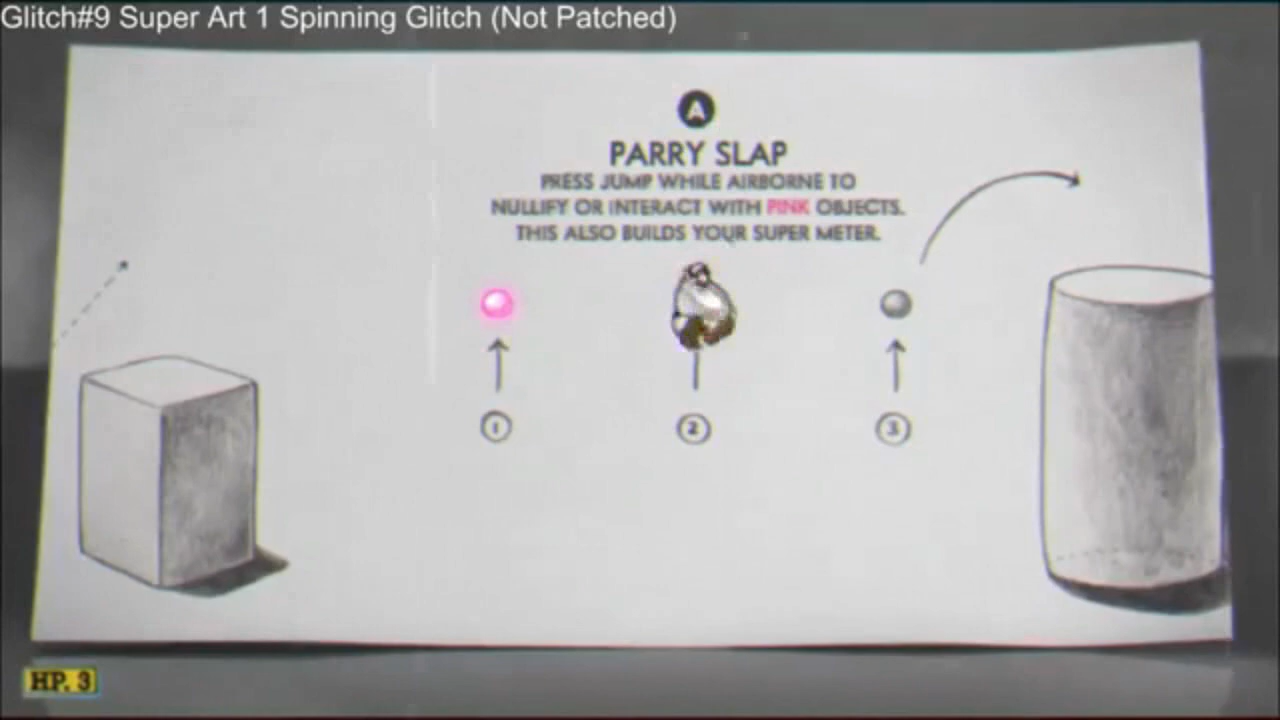 Glitch#9 Super Art 1 Spinning Glitch (Not Patched)
A
PARRY SLAP
PRESS JUMP WHILE AIRBORNE TO
NULLIFY OR INTERACT WITH PINK OBJECTS.
THIS ALSO BUILDS YOUR SUPER METER.
1 2 3
HP. 3